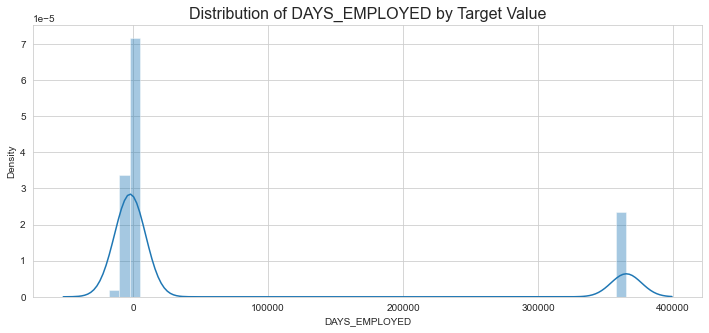 Distribution of DAYS_EMPLOYED by Target Value
1e−5
7
6
5
4
3
2
1
0
Density
0 100000 200000 300000 400000
DAYS_EMPLOYED